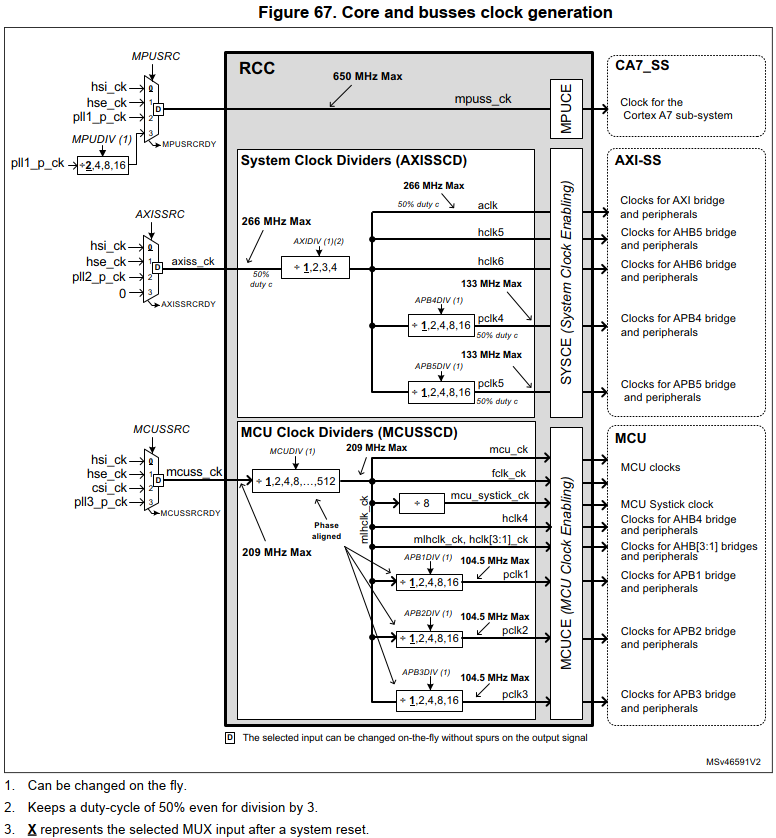 Figure 67. Core and busses clock generation
MPUSRC
hsi_ck
hse_ck
pll1_p_ck
0
1
2
3
D
MPUSRCRDY
MPUDIV (1)
pll1_p_ck
÷2,4,8,16
RCC
650 MHz Max
mpuss_ck
MPUCE
CA7_SS
Clock for the
Cortex A7 sub-system
AXISSRC
hsi_ck
hse_ck
pll2_p_ck
0
0
1
2
3
D
AXISSRCRDY
axiss_ck
System Clock Dividers (AXISSCD)
266 MHz Max
50%
duty c
AXIDIV (1)(2)
÷ 1,2,3,4
266 MHz Max
50% duty c
aclk
hclk5
hclk6
133 MHz Max
APB4DIV (1)
÷ 1,2,4,8,16
pclk4
50% duty c
133 MHz Max
APB5DIV (1)
÷ 1,2,4,8,16
pclk5
50% duty c
SYSCE (System Clock Enabling)
AXI-SS
Clocks for AXI bridge
and peripherals
Clocks for AHB5 bridge
and peripherals
Clocks for AHB6 bridge
and peripherals
Clocks for APB4 bridge
and peripherals
Clocks for APB5 bridge
and peripherals
MCUSSRC
hsi_ck
hse_ck
csi_ck
pll3_p_ck
0
1
2
3
D
MCUSSRCRDY
mcuss_ck
MCU Clock Dividers (MCUSSCD)
MCUDIV (1)
209 MHz Max
÷ 1,2,4,8,...,512
209 MHz Max
Phase
aligned
mlhclk_ck
mcu_ck
fclk_ck
÷ 8
mcu_systick_ck
hclk4
mlhclk_ck, hclk[3:1]_ck
APB1DIV (1)
104.5 MHz Max
÷ 1,2,4,8,16
pclk1
APB2DIV (1)
104.5 MHz Max
÷ 1,2,4,8,16
pclk2
APB3DIV (1)
104.5 MHz Max
÷ 1,2,4,8,16
pclk3
MCUCE (MCU Clock Enabling)
MCU
MCU clocks
MCU Systick clock
Clocks for AHB4 bridge
and peripherals
Clocks for AHB[3:1] bridges
and peripherals
Clocks for APB1 bridge
and peripherals
Clocks for APB2 bridge
and peripherals
Clocks for APB3 bridge
and peripherals
D The selected input can be changed on-the-fly without spurs on the output signal
MSv46591V2
1. Can be changed on the fly.
2. Keeps a duty-cycle of 50% even for division by 3.
3. X represents the selected MUX input after a system reset.